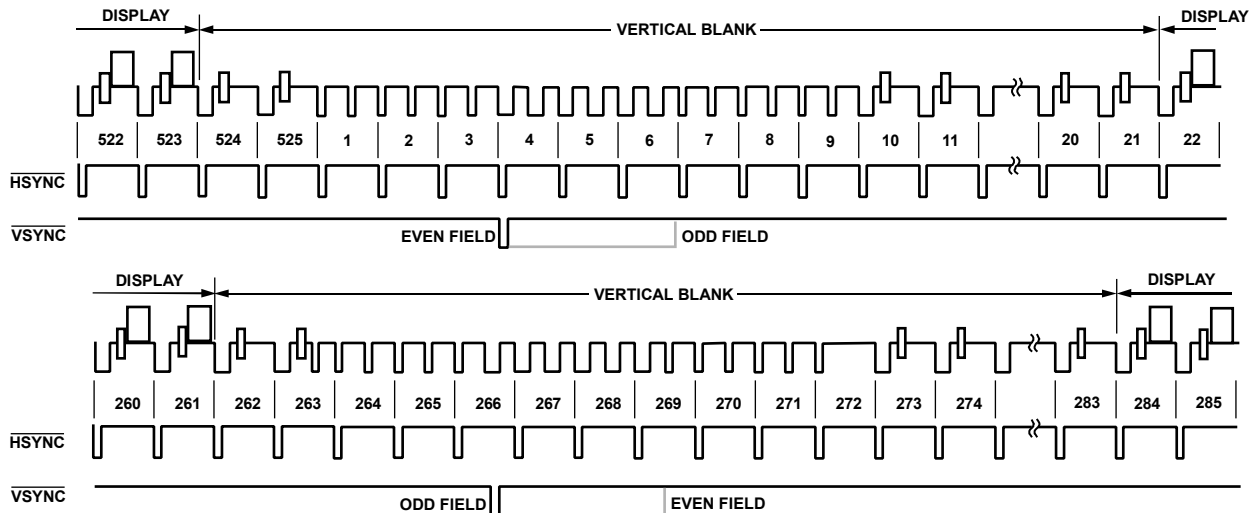 DISPLAY VERTICAL BLANK DISPLAY
522 523 524 525 1 2 3 4 5 6 7 8 9 10 11 20 21 22
HSYNC
VSYNC EVEN FIELD ODD FIELD
DISPLAY VERTICAL BLANK DISPLAY
260 261 262 263 264 265 266 267 268 269 270 271 272 273 274 283 284 285
HSYNC
VSYNC ODD FIELD EVEN FIELD